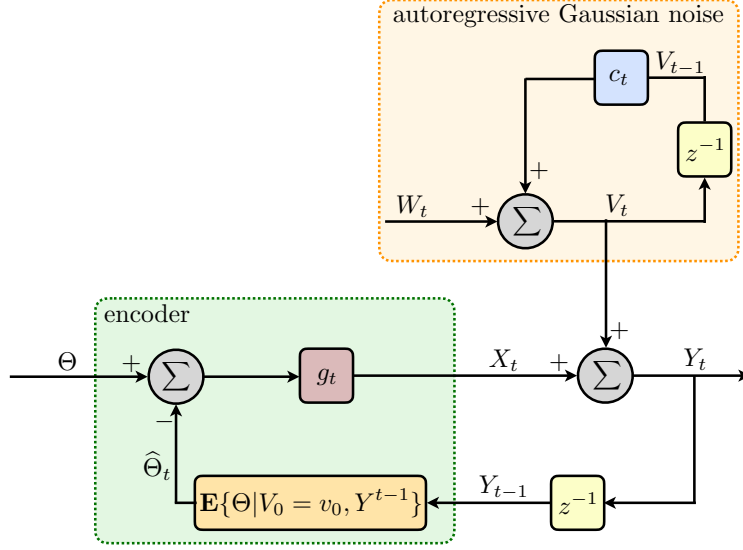 autoregressive Gaussian noise
c_t
V_{t-1}
z^{-1}
+
W_t
+
∑
V_t
encoder
+
Θ
+
∑
g_t
X_t
+
∑
Y_t
−
Θ̂_t
E{Θ|V_0 = v_0, Y^{t-1}}
Y_{t-1}
z^{-1}